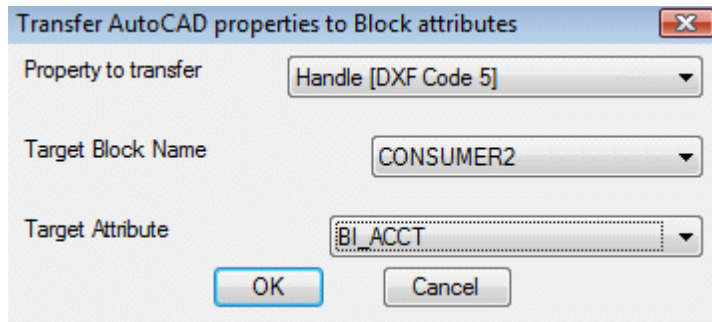 Transfer AutoCAD properties to Block attributes
Property to transfer Handle [DXF Code 5]
Target Block Name CONSUMER2
Target Attribute BI_ACCT
OK Cancel